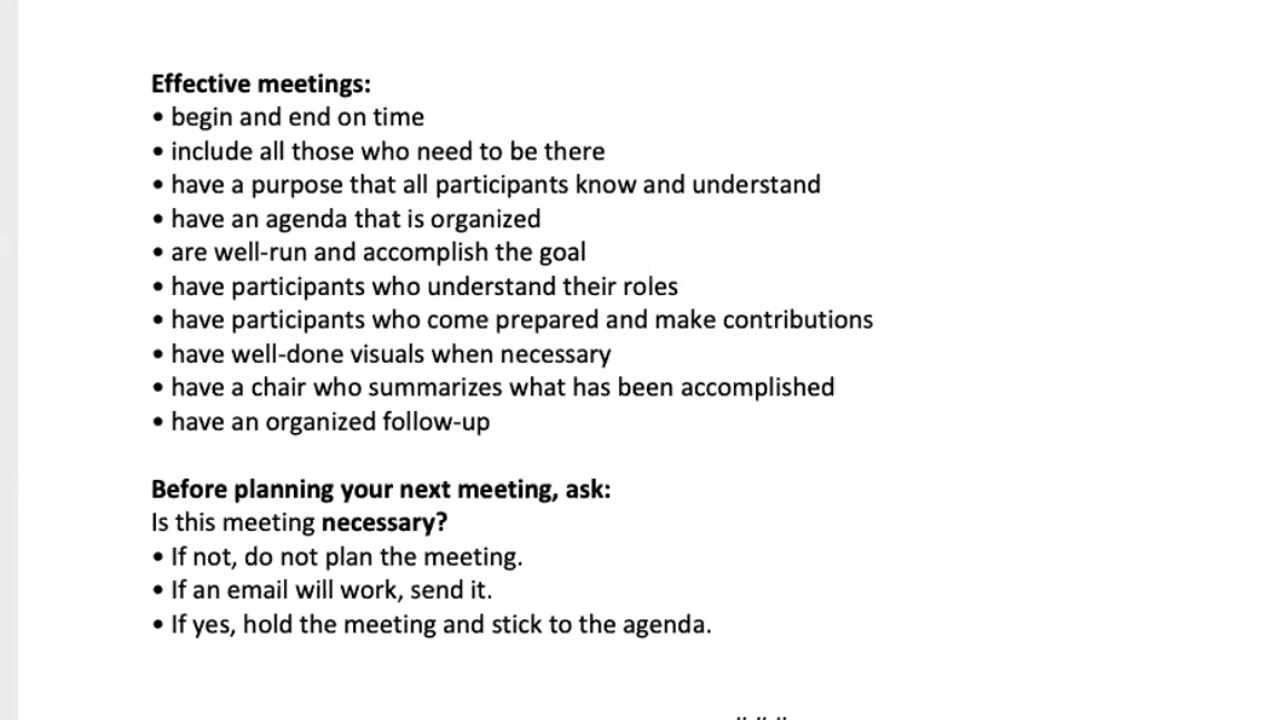 Effective meetings:
• begin and end on time
• include all those who need to be there
• have a purpose that all participants know and understand
• have an agenda that is organized
• are well-run and accomplish the goal
• have participants who understand their roles
• have participants who come prepared and make contributions
• have well-done visuals when necessary
• have a chair who summarizes what has been accomplished
• have an organized follow-up
Before planning your next meeting, ask:
Is this meeting necessary?
• If not, do not plan the meeting.
• If an email will work, send it.
• If yes, hold the meeting and stick to the agenda.